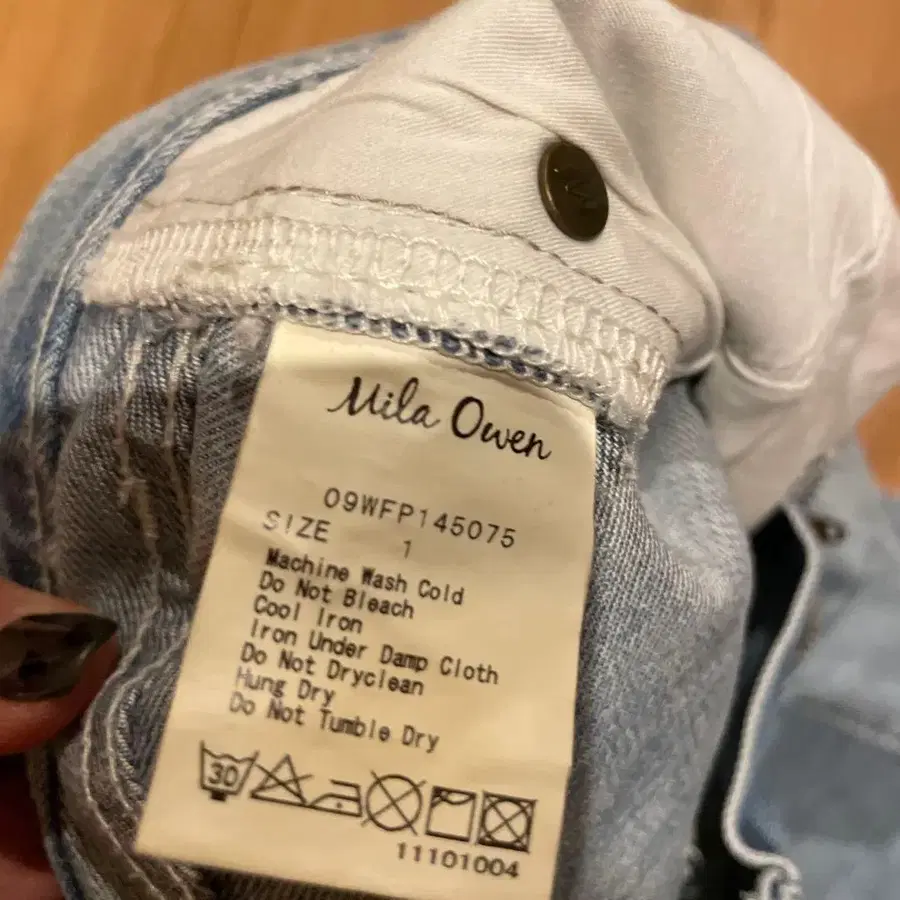 Mila Owen
09WFP145075
SIZE 1
Machine Wash Cold
Do Not Bleach
Cool Iron
Iron Under Damp Cloth
Do Not Dryclean
Hung Dry
Do Not Tumble Dry
30
11101004